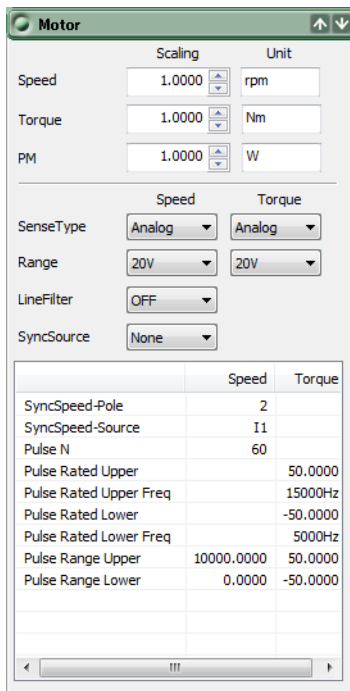 Motor
Scaling Unit
Speed 1.0000 rpm
Torque 1.0000 Nm
PM 1.0000 W
Speed Torque
SenseType Analog Analog
Range 20V 20V
LineFilter OFF
SyncSource None
Speed Torque
SyncSpeed-Pole 2
SyncSpeed-Source I1
Pulse N 60
Pulse Rated Upper 50.0000
Pulse Rated Upper Freq 15000Hz
Pulse Rated Lower -50.0000
Pulse Rated Lower Freq 5000Hz
Pulse Range Upper 10000.0000 50.0000
Pulse Range Lower 0.0000 -50.0000